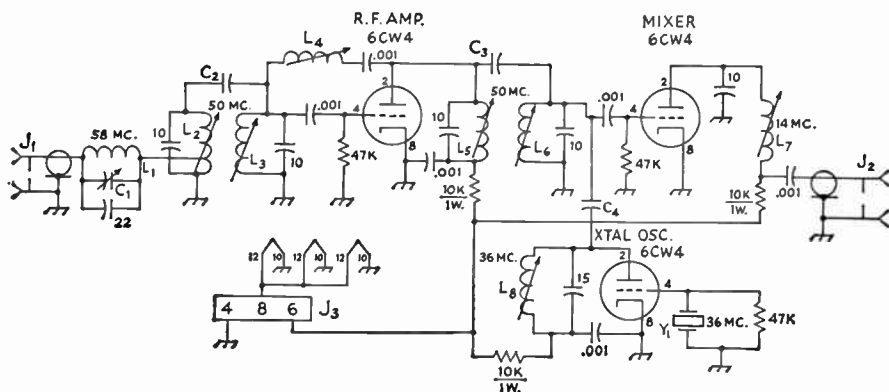 R.F. AMP.
6CW4
MIXER
6CW4
L4
.001
C3
C2
2
4
8
50 MC.
10
L2
L3
10
.001
47K
58 MC.
J1
L1
C1
22
10
50 MC.
L5
.001
10K
1W.
L6
10
.001
47K
2
4
8
10
14 MC.
L7
J2
10K
1W.
.001
C4
XTAL OSC.
6CW4
36 MC.
L8
15
2
4
8
.001
Y1
36 MC.
47K
10K
1W.
12
10
12
10
12
10
4 8 6
J3